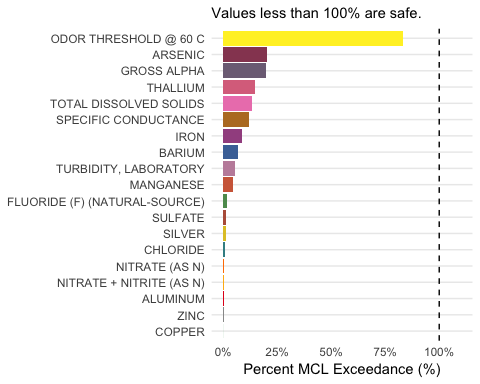 Values less than 100% are safe.
ODOR THRESHOLD @ 60 C
ARSENIC
GROSS ALPHA
THALLIUM
TOTAL DISSOLVED SOLIDS
SPECIFIC CONDUCTANCE
IRON
BARIUM
TURBIDITY, LABORATORY
MANGANESE
FLUORIDE (F) (NATURAL-SOURCE)
SULFATE
SILVER
CHLORIDE
NITRATE (AS N)
NITRATE + NITRITE (AS N)
ALUMINUM
ZINC
COPPER
0% 25% 50% 75% 100%
Percent MCL Exceedance (%)